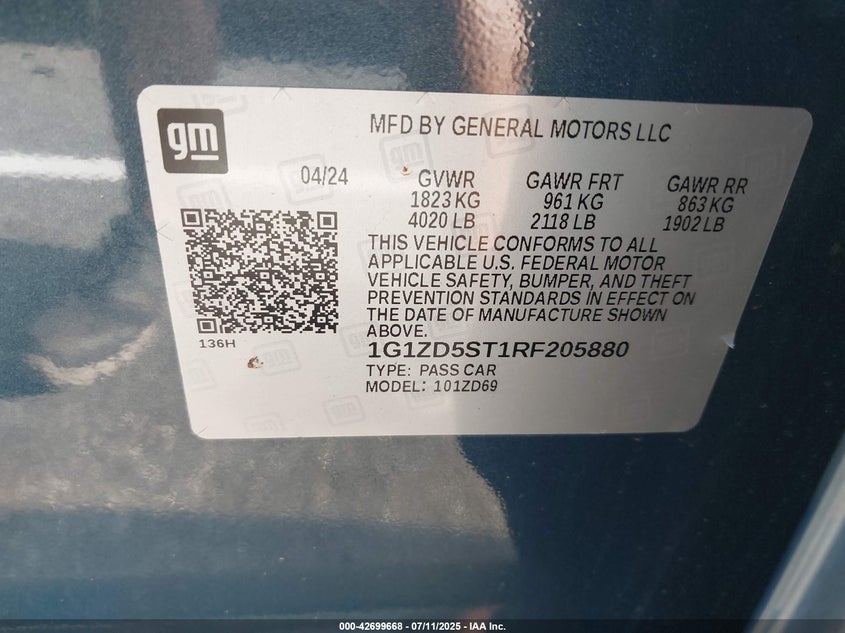 gm
MFD BY GENERAL MOTORS LLC
04/24 GVWR GAWR FRT GAWR RR
1823 KG 961 KG 863 KG
4020 LB 2118 LB 1902 LB
THIS VEHICLE CONFORMS TO ALL
APPLICABLE U.S. FEDERAL MOTOR
VEHICLE SAFETY, BUMPER, AND THEFT
PREVENTION STANDARDS IN EFFECT ON
THE DATE OF MANUFACTURE SHOWN
ABOVE.
136H
1G1ZD5ST1RF205880
TYPE: PASS CAR
MODEL: 101ZD69
000-42699668 - 07/11/2025 - IAA Inc.